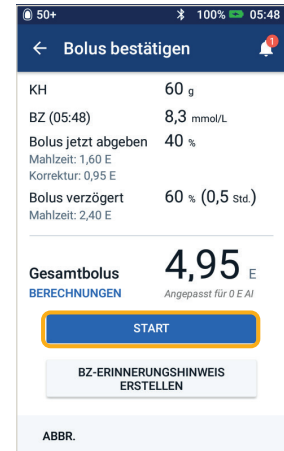 50+ 100% 05:48
Bolus bestätigen 1
KH 60 g
BZ (05:48) 8,3 mmol/L
Bolus jetzt abgeben 40 %
Mahlzeit: 1,60 E
Korrektur: 0,95 E
Bolus verzögert 60 % (0,5 Std.)
Mahlzeit: 2,40 E
Gesamtbolus 4,95 E
BERECHNUNGEN Angepasst für 0 E AI
START
BZ-ERINNERUNGSHINWEIS
ERSTELLEN
ABBR.